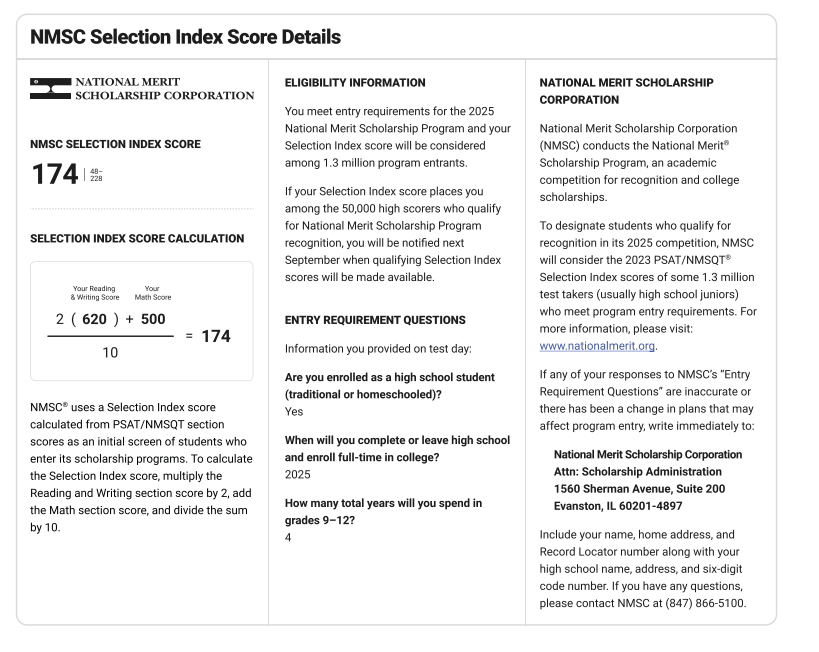 NMSC Selection Index Score Details
NATIONAL MERIT
SCHOLARSHIP CORPORATION
NMSC SELECTION INDEX SCORE
174 | 48–
228
SELECTION INDEX SCORE CALCULATION
Your Reading
& Writing Score
Your
Math Score
2 ( 620 ) + 500
10
= 174
NMSC® uses a Selection Index score
calculated from PSAT/NMSQT section
scores as an initial screen of students who
enter its scholarship programs. To calculate
the Selection Index score, multiply the
Reading and Writing section score by 2, add
the Math section score, and divide the sum
by 10.
ELIGIBILITY INFORMATION
You meet entry requirements for the 2025
National Merit Scholarship Program and your
Selection Index score will be considered
among 1.3 million program entrants.
If your Selection Index score places you
among the 50,000 high scorers who qualify
for National Merit Scholarship Program
recognition, you will be notified next
September when qualifying Selection Index
scores will be made available.
ENTRY REQUIREMENT QUESTIONS
Information you provided on test day:
Are you enrolled as a high school student
(traditional or homeschooled)?
Yes
When will you complete or leave high school
and enroll full-time in college?
2025
How many total years will you spend in
grades 9–12?
4
NATIONAL MERIT SCHOLARSHIP
CORPORATION
National Merit Scholarship Corporation
(NMSC) conducts the National Merit®
Scholarship Program, an academic
competition for recognition and college
scholarships.
To designate students who qualify for
recognition in its 2025 competition, NMSC
will consider the 2023 PSAT/NMSQT®
Selection Index scores of some 1.3 million
test takers (usually high school juniors)
who meet program entry requirements. For
more information, please visit:
www.nationalmerit.org.
If any of your responses to NMSC’s “Entry
Requirement Questions” are inaccurate or
there has been a change in plans that may
affect program entry, write immediately to:
National Merit Scholarship Corporation
Attn: Scholarship Administration
1560 Sherman Avenue, Suite 200
Evanston, IL 60201-4897
Include your name, home address, and
Record Locator number along with your
high school name, address, and six-digit
code number. If you have any questions,
please contact NMSC at (847) 866-5100.